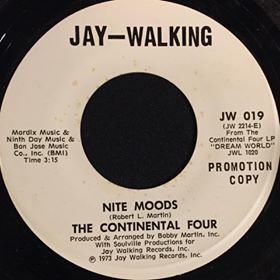 JAY—WALKING
Mardix Music &
Ninth Day Music &
Bon Jose Music
Co., Inc. (BMI)
Time 3:15
JW 019
(JW 2214-E)
From The
Continental Four LP
"DREAM WORLD"
JWL 1020
PROMOTION
COPY
NITE MOODS
(Robert L. Martin)
THE CONTINENTAL FOUR
Produced & Arranged by Bobby Martin, Inc.
With Soulville Productions for
Jay Walking Records, Inc.
© 1973 Jay Walking Records, Inc.